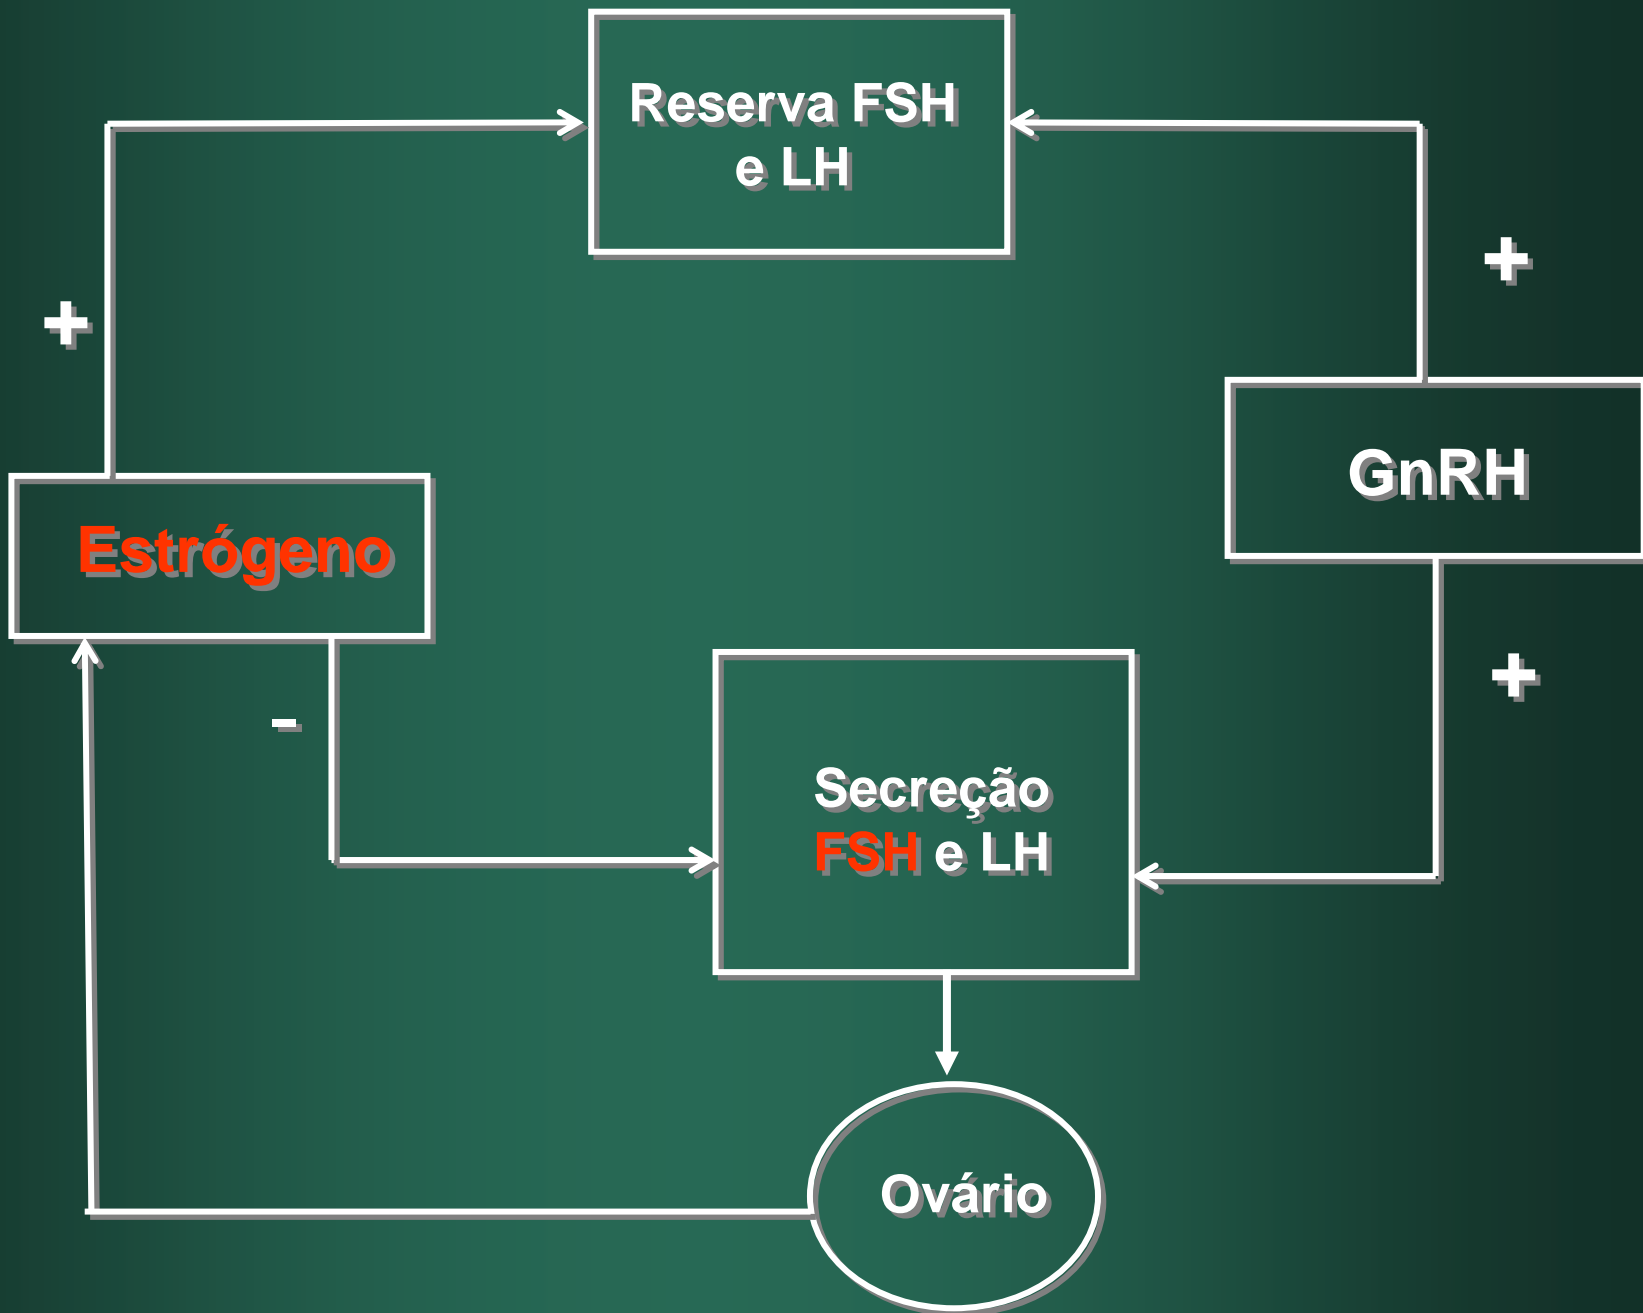 Reserva FSH
e LH
+
+
GnRH
Estrógeno
+
-
Secreção
FSH e LH
Ovário